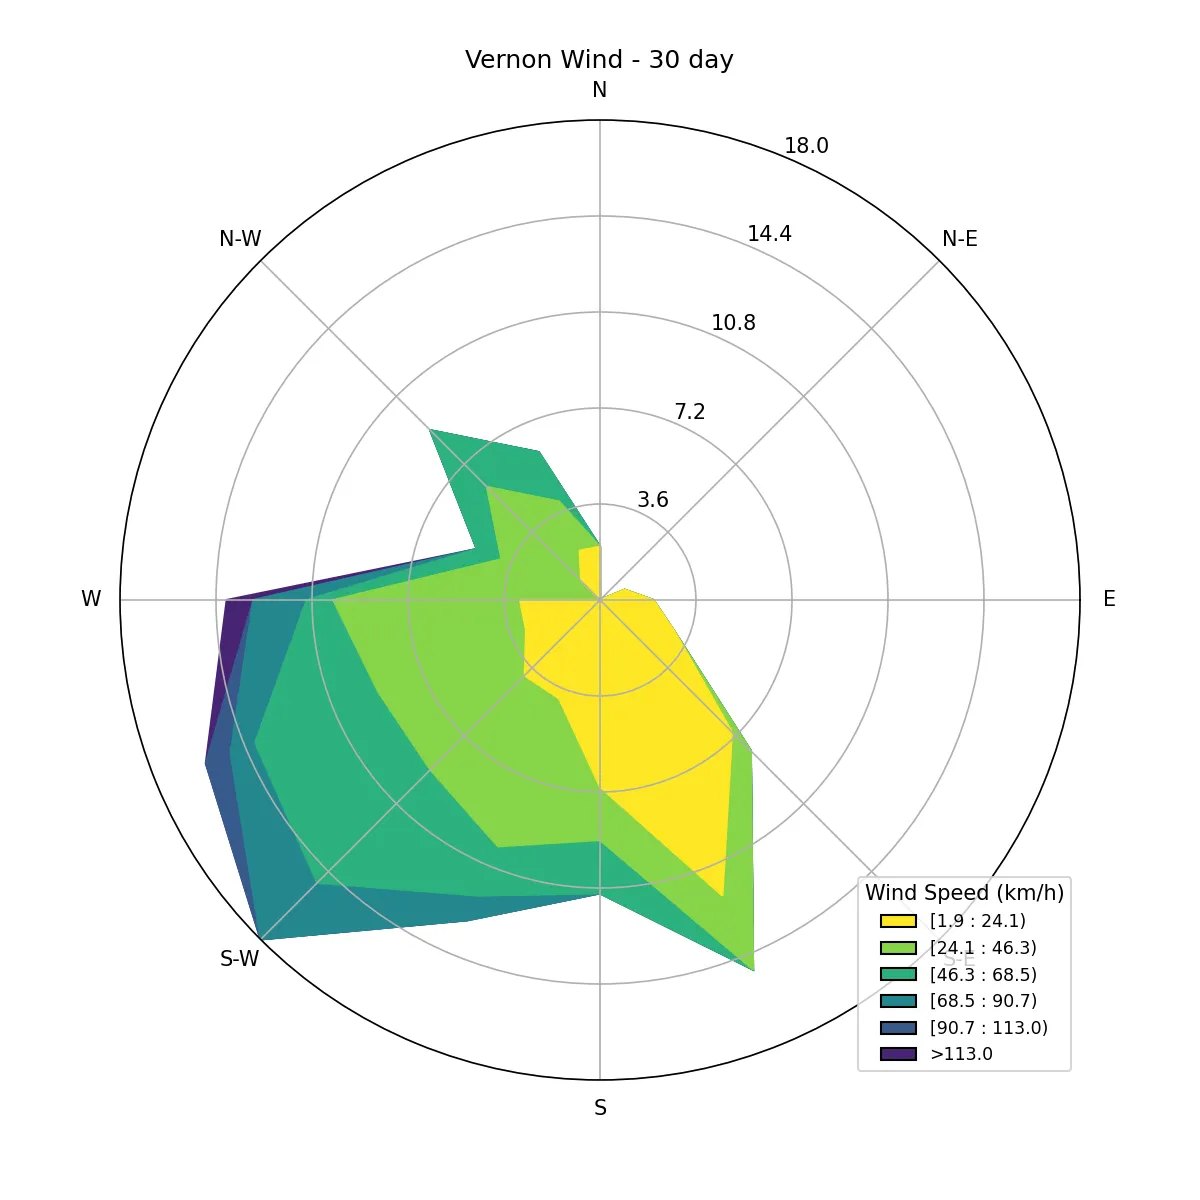 Vernon Wind - 30 day
N
18.0
14.4
N-W
N-E
10.8
7.2
3.6
W
E
Wind Speed (km/h)
[1.9 : 24.1)
[24.1 : 46.3)
S-W
S-E
[46.3 : 68.5)
[68.5 : 90.7)
[90.7 : 113.0)
>113.0
S